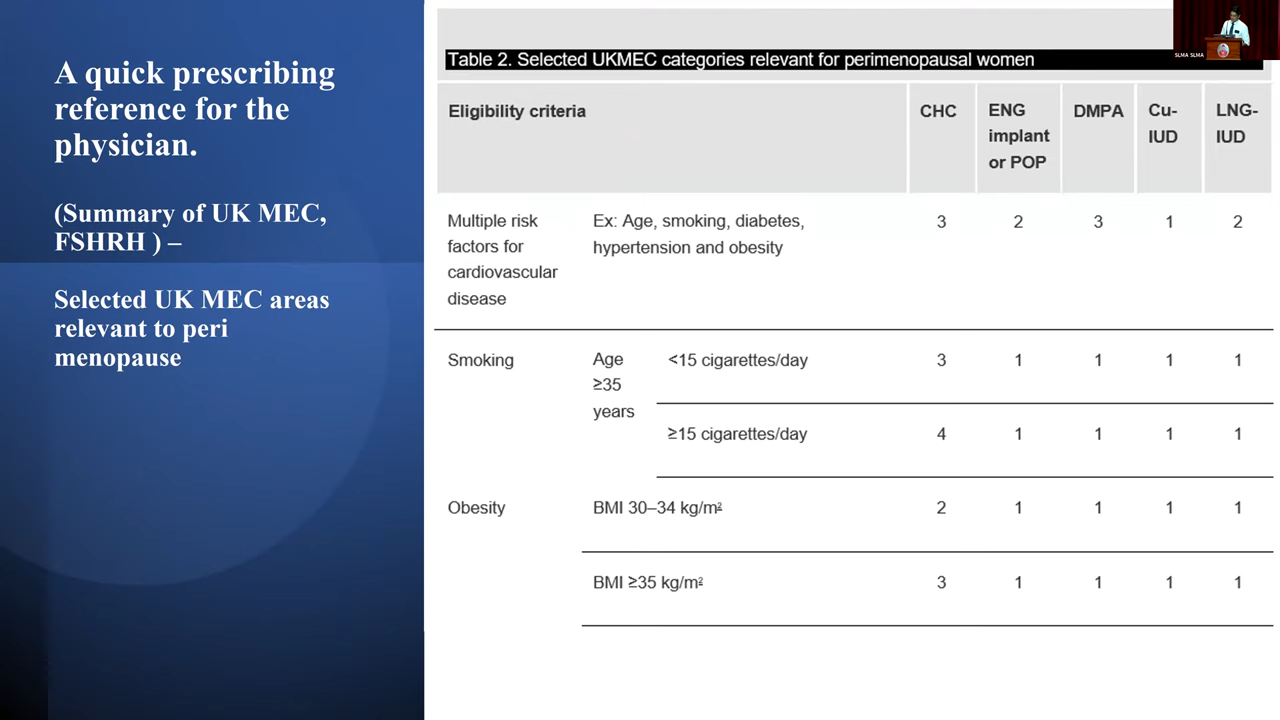 A quick prescribing
reference for the
physician.
(Summary of UK MEC,
FSHRH ) –
Selected UK MEC areas
relevant to peri
menopause
SLMA SLMA
Table 2. Selected UKMEC categories relevant for perimenopausal women
Eligibility criteria CHC ENG implant or POP DMPA Cu-IUD LNG-IUD
Multiple risk factors for cardiovascular disease Ex: Age, smoking, diabetes, hypertension and obesity 3 2 3 1 2
Smoking Age ≥35 years <15 cigarettes/day 3 1 1 1 1
≥15 cigarettes/day 4 1 1 1 1
Obesity BMI 30–34 kg/m² 2 1 1 1 1
BMI ≥35 kg/m² 3 1 1 1 1